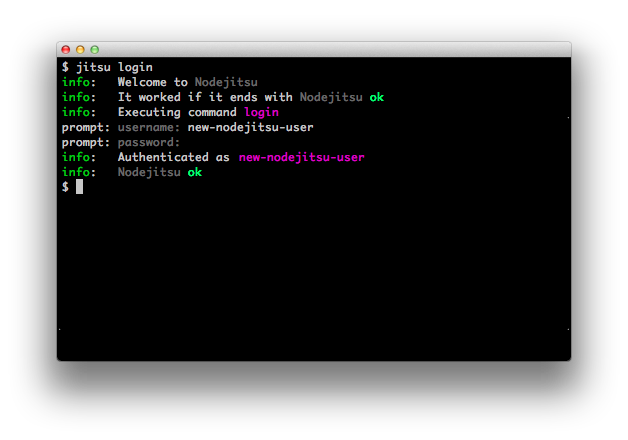 $ jitsu login
info: Welcome to Nodejitsu
info: It worked if it ends with Nodejitsu ok
info: Executing command login
prompt: username: new-nodejitsu-user
prompt: password:
info: Authenticated as new-nodejitsu-user
info: Nodejitsu ok
$